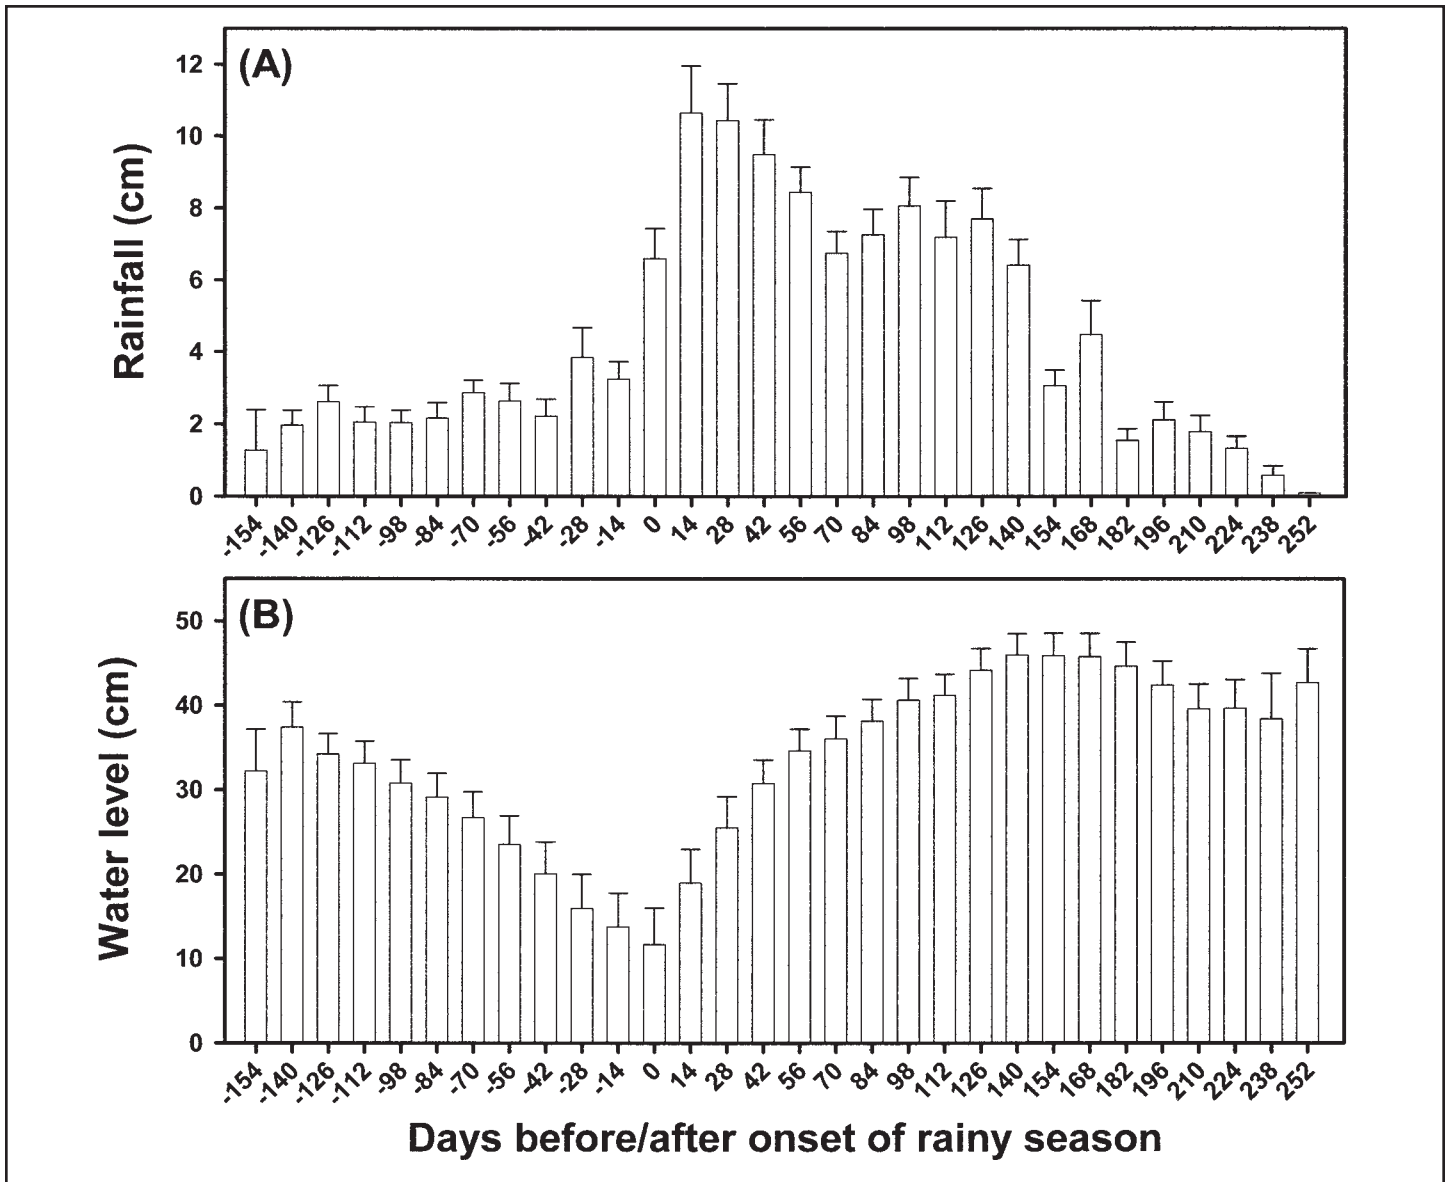 (A)
Rainfall (cm)
12
10
8
6
4
2
0
-154 -140 -126 -112 -98 -84 -70 -56 -42 -28 -14 0 14 28 42 56 70 84 98 112 126 140 154 168 182 196 210 224 238 252
(B)
Water level (cm)
50
40
30
20
10
0
-154 -140 -126 -112 -98 -84 -70 -56 -42 -28 -14 0 14 28 42 56 70 84 98 112 126 140 154 168 182 196 210 224 238 252
Days before/after onset of rainy season